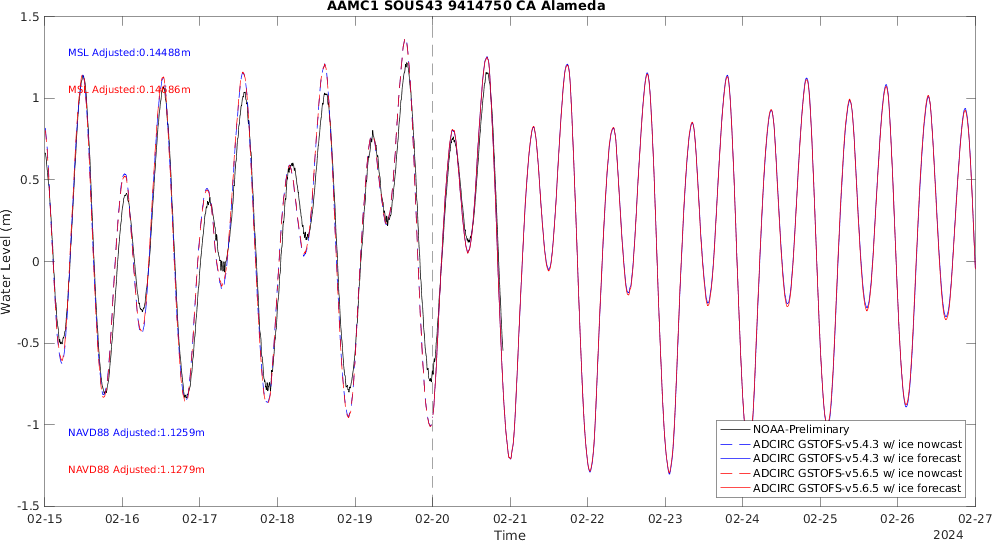 AAMC1 SOUS43 9414750 CA Alameda
1.5
MSL Adjusted:0.14488m
MSL Adjusted:0.14686m
1
0.5
0
-0.5
-1
-1.5
Water Level (m)
NAVD88 Adjusted:1.1259m
NAVD88 Adjusted:1.1279m
NOAA-Preliminary
ADCIRC GSTOFS-v5.4.3 w/ ice nowcast
ADCIRC GSTOFS-v5.4.3 w/ ice forecast
ADCIRC GSTOFS-v5.6.5 w/ ice nowcast
ADCIRC GSTOFS-v5.6.5 w/ ice forecast
02-15 02-16 02-17 02-18 02-19 02-20 02-21 02-22 02-23 02-24 02-25 02-26 02-27
Time
2024